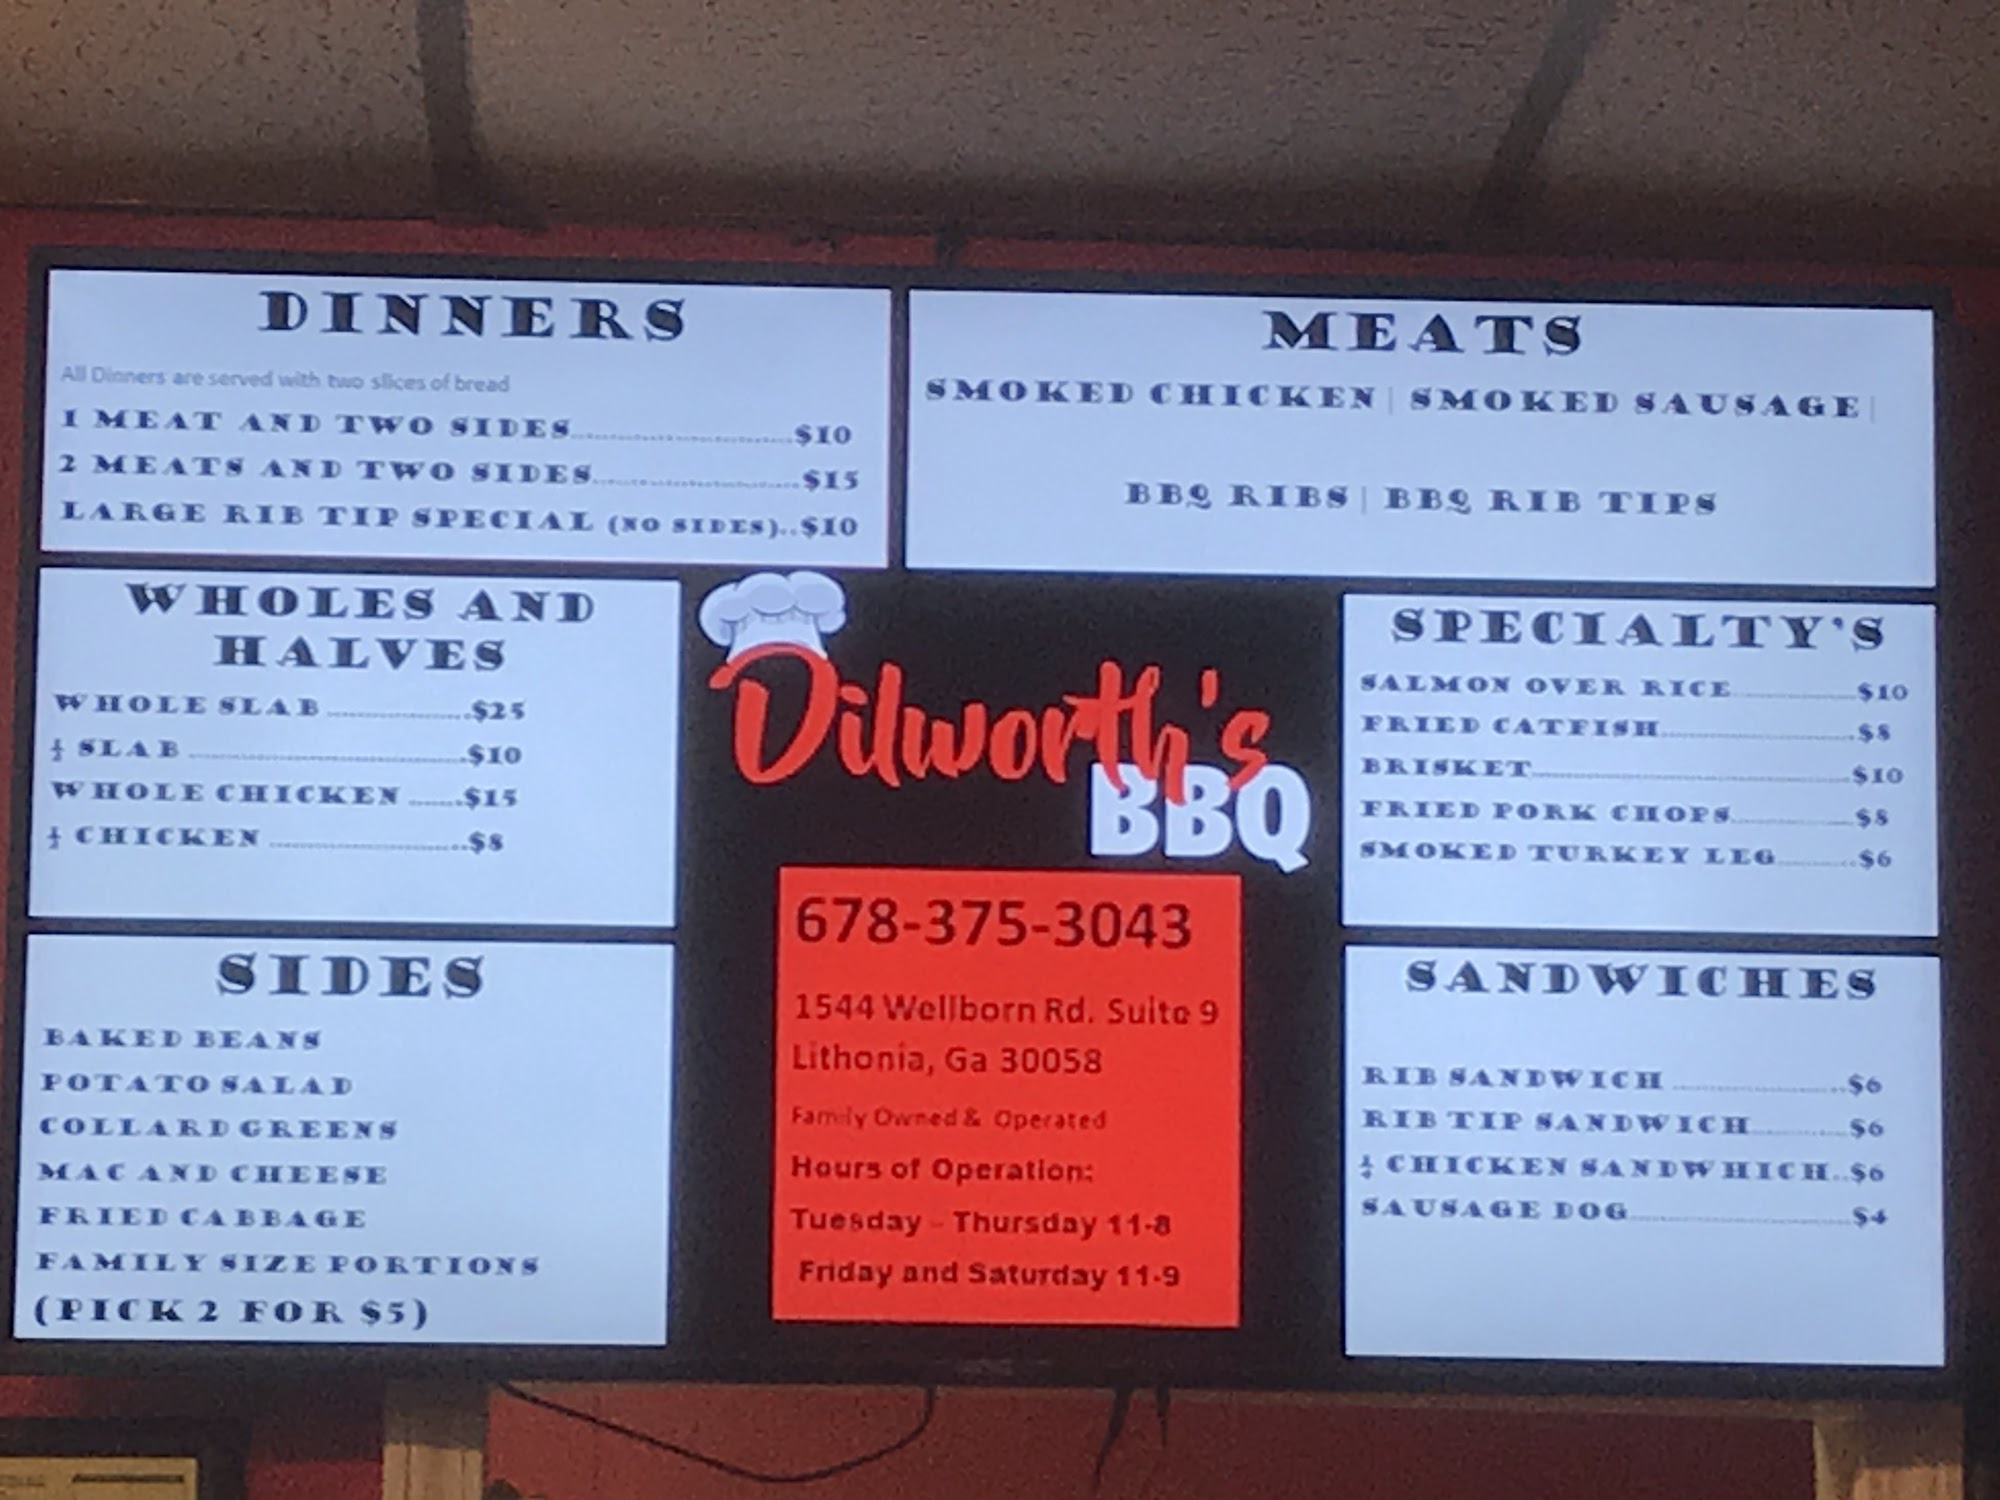 DINNERS
All Dinners are served with two slices of bread
1 MEAT AND TWO SIDES..............................$10
2 MEATS AND TWO SIDES............................$15
LARGE RIB TIP SPECIAL (NO SIDES)..$10
MEATS
SMOKED CHICKEN | SMOKED SAUSAGE |
BBQ RIBS | BBQ RIB TIPS
WHOLES AND
HALVES
WHOLE SLAB ....................$25
½ SLAB .......................................$10
WHOLE CHICKEN .......$15
½ CHICKEN ............................$8
Dilworth's
BBQ
SPECIALTY'S
SALMON OVER RICE.................$10
FRIED CATFISH..........................$8
BRISKET............................................$10
FRIED PORK CHOPS.................$8
SMOKED TURKEY LEG...........$6
SIDES
BAKED BEANS
POTATO SALAD
COLLARD GREENS
MAC AND CHEESE
FRIED CABBAGE
FAMILY SIZE PORTIONS
(PICK 2 FOR $5)
678-375-3043
1544 Wellborn Rd. Suite 9
Lithonia, Ga 30058
Family Owned & Operated
Hours of Operation:
Tuesday - Thursday 11-8
Friday and Saturday 11-9
SANDWICHES
RIB SANDWICH ........................$6
RIB TIP SANDWICH.............$6
¼ CHICKEN SANDWHICH..$6
SAUSAGE DOG.............................$4